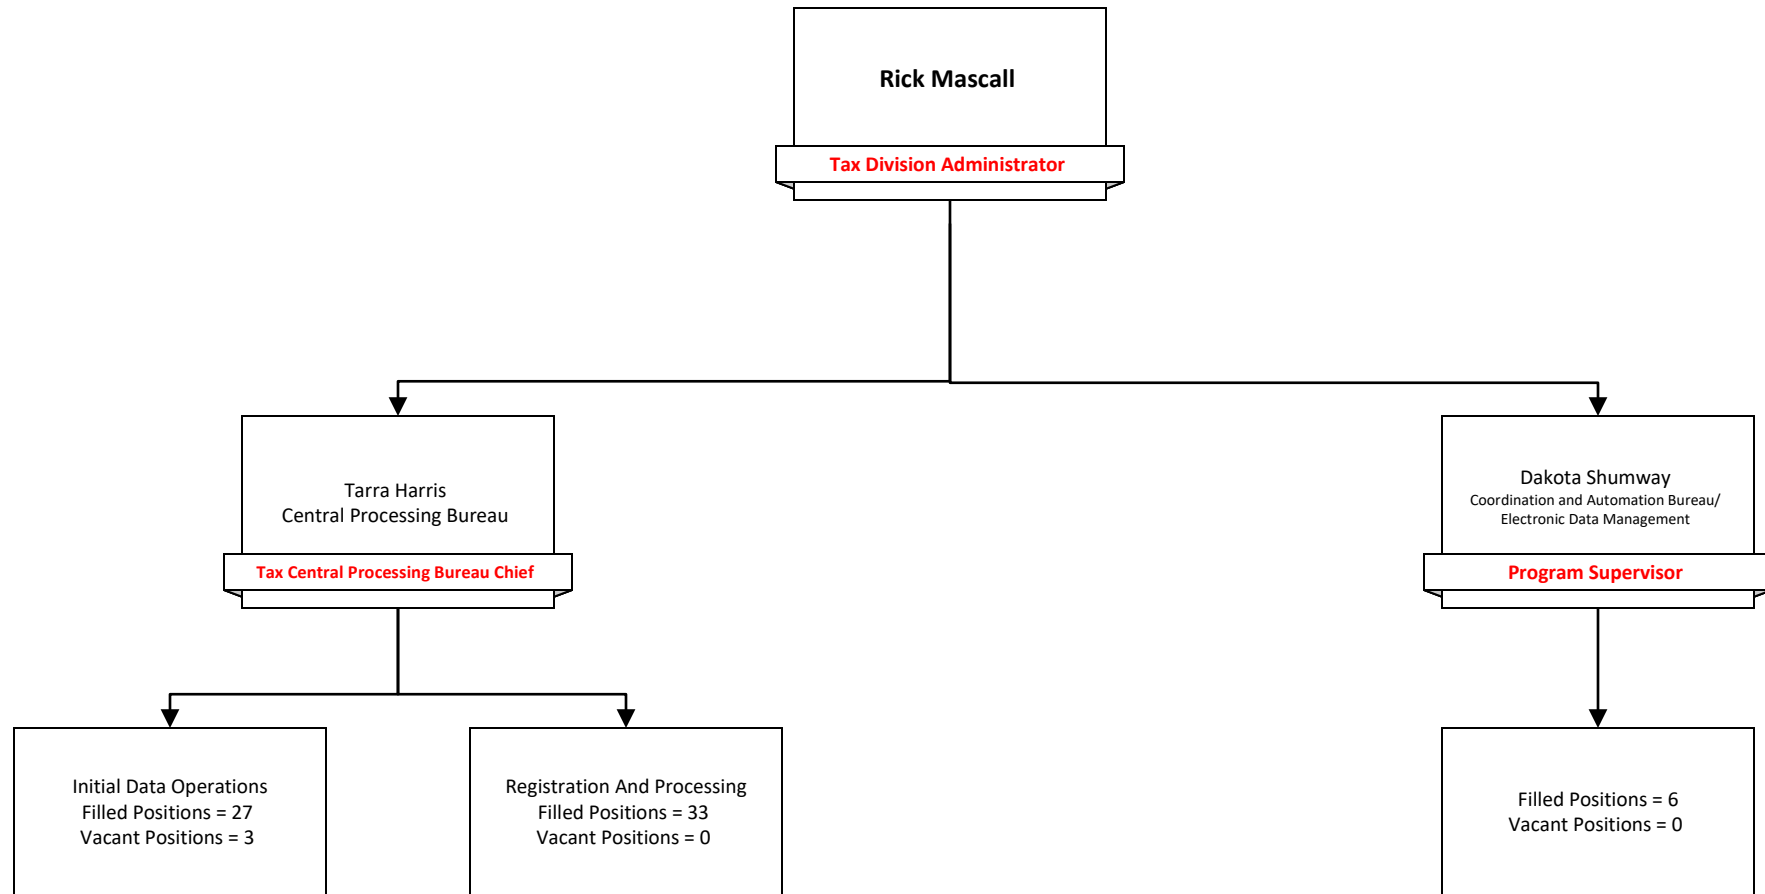 Rick Mascall
Tax Division Administrator
Tarra Harris
Central Processing Bureau
Tax Central Processing Bureau Chief
Dakota Shumway
Coordination and Automation Bureau/
Electronic Data Management
Program Supervisor
Initial Data Operations
Filled Positions = 27
Vacant Positions = 3
Registration And Processing
Filled Positions = 33
Vacant Positions = 0
Filled Positions = 6
Vacant Positions = 0